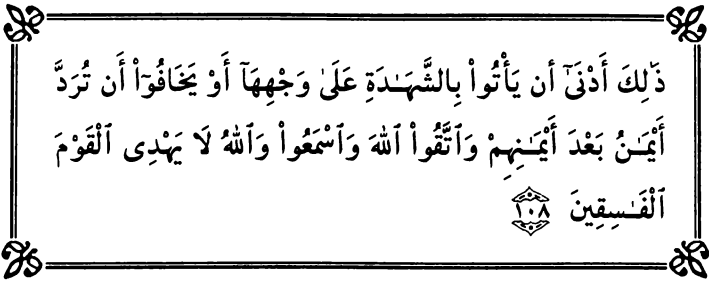 ذَٰلِكَ أَدْنَىٰٓ أَن يَأْتُوا۟ بِٱلشَّهَـٰدَةِ عَلَىٰ وَجْهِهَآ أَوْ يَخَافُوٓا۟ أَن تُرَدَّ
أَيْمَـٰنٌۢ بَعْدَ أَيْمَـٰنِهِمْ وَٱتَّقُوا۟ ٱللَّهَ وَٱسْمَعُوا۟ وَٱللَّهُ لَا يَهْدِى ٱلْقَوْمَ
ٱلْفَـٰسِقِينَ ١٠٨